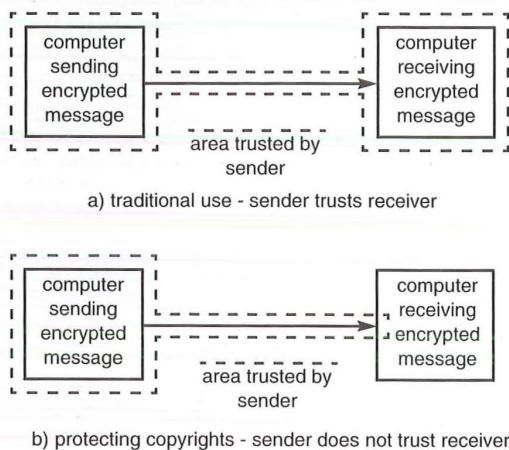 computer
sending
encrypted
message
computer
receiving
encrypted
message
area trusted by
sender
a) traditional use - sender trusts receiver
computer
sending
encrypted
message
computer
receiving
encrypted
message
area trusted by
sender
b) protecting copyrights - sender does not trust receiver